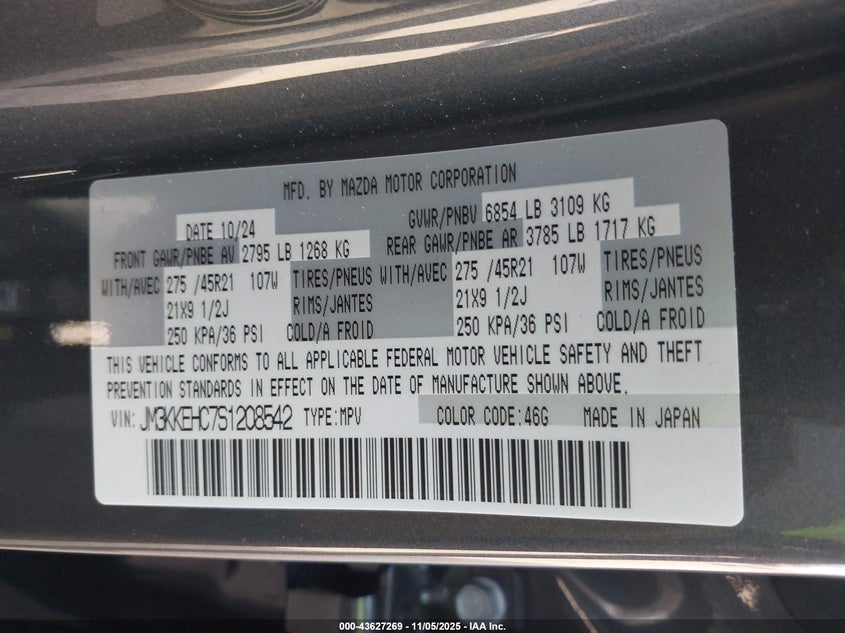 MFD. BY MAZDA MOTOR CORPORATION
DATE 10/24 GVWR/PNBV 6854 LB 3109 KG
FRONT GAWR/PNBE AV 2795 LB 1268 KG REAR GAWR/PNBE AR 3785 LB 1717 KG
WITH/AVEC 275 /45R21 107W TIRES/PNEUS WITH/AVEC 275 /45R21 107W TIRES/PNEUS
21X9 1/2J RIMS/JANTES 21X9 1/2J RIMS/JANTES
250 KPA/36 PSI COLD/A FROID 250 KPA/36 PSI COLD/A FROID
THIS VEHICLE CONFORMS TO ALL APPLICABLE FEDERAL MOTOR VEHICLE SAFETY AND THEFT
PREVENTION STANDARDS IN EFFECT ON THE DATE OF MANUFACTURE SHOWN ABOVE.
VIN: JM3KKEHC7S1208542 TYPE:MPV COLOR CODE:46G MADE IN JAPAN
000-43627269 - 11/05/2025 - IAA Inc.